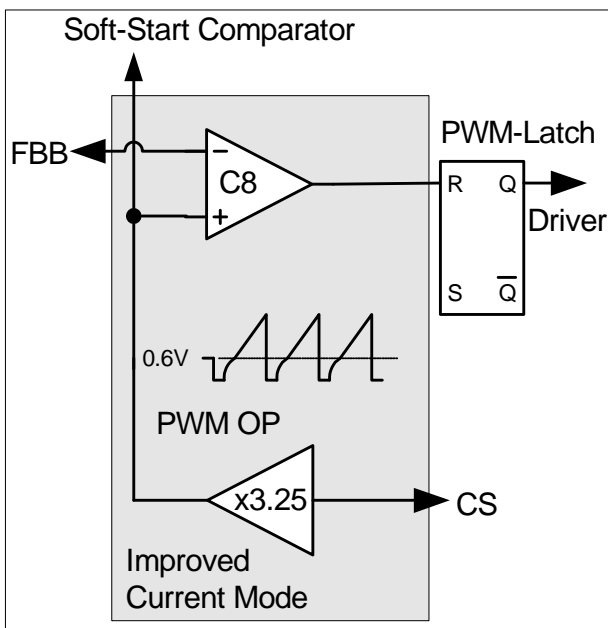 Soft-Start Comparator
FBB
PWM-Latch
C8
−
+
R Q
Driver
S Q̅
0.6V
PWM OP
x3.25
CS
Improved
Current Mode